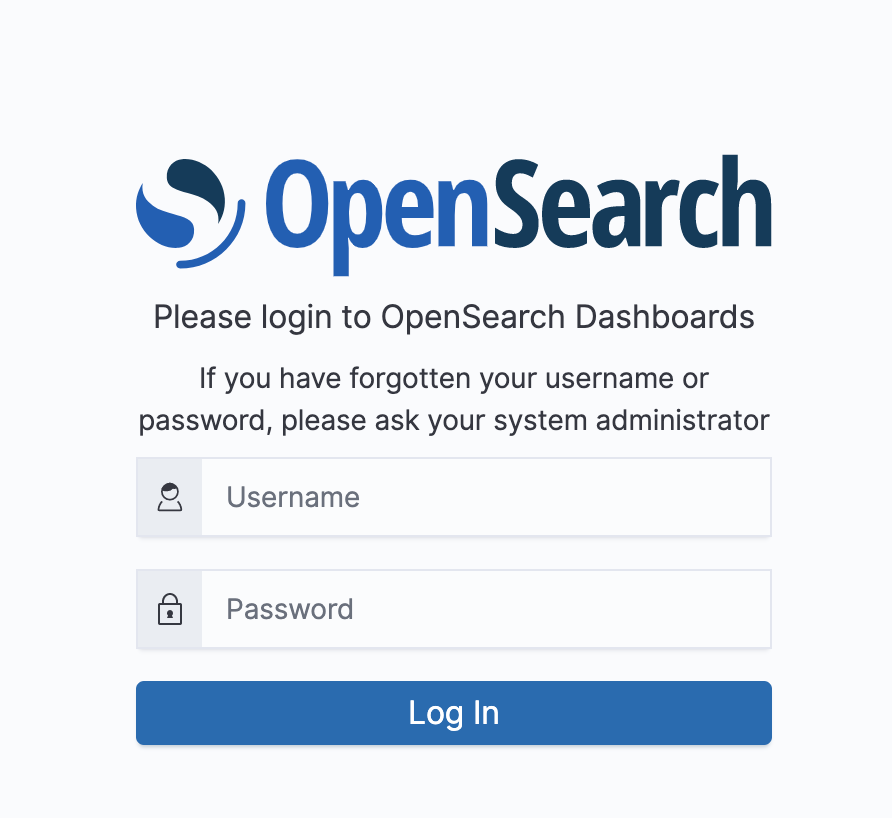 OpenSearch
Please login to OpenSearch Dashboards
If you have forgotten your username or
password, please ask your system administrator
Username
Password
Log In